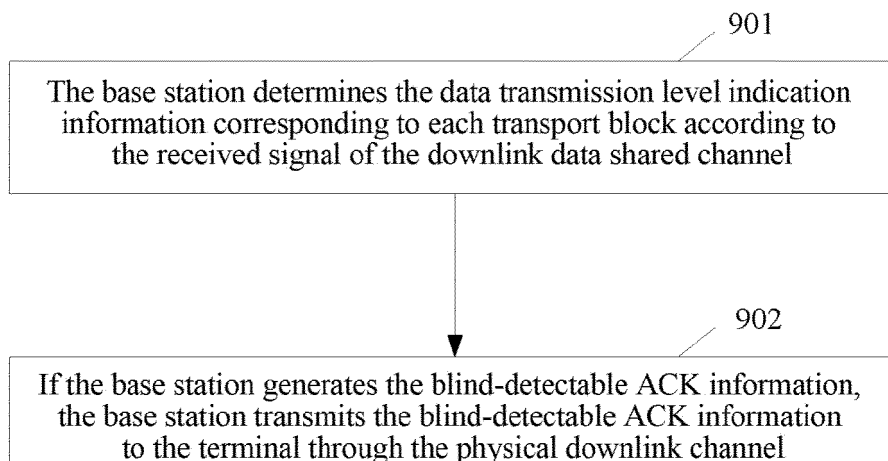 901
The base station determines the data transmission level indication
information corresponding to each transport block according to
the received signal of the downlink data shared channel
902
If the base station generates the blind-detectable ACK information,
the base station transmits the blind-detectable ACK information
to the terminal through the physical downlink channel